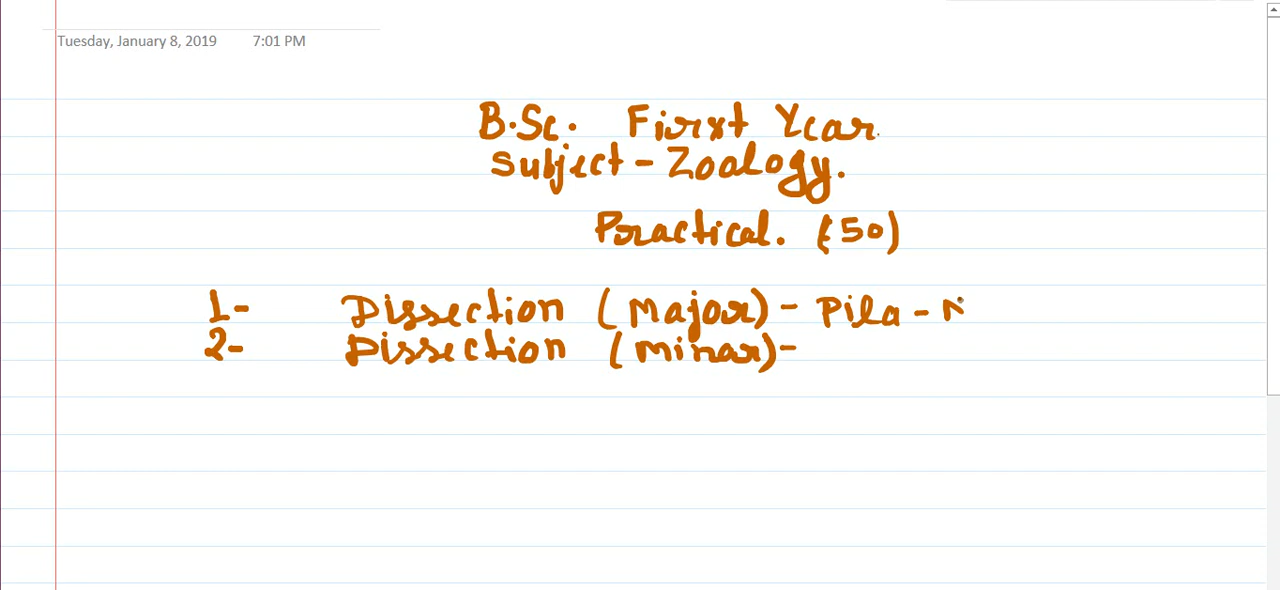 Tuesday, January 8, 2019 7:01 PM
B.Sc. First Year
Subject - Zoology.
Practical. (50)
1- Dissection (Major) - Pila - N
2- Dissection (Minor) -